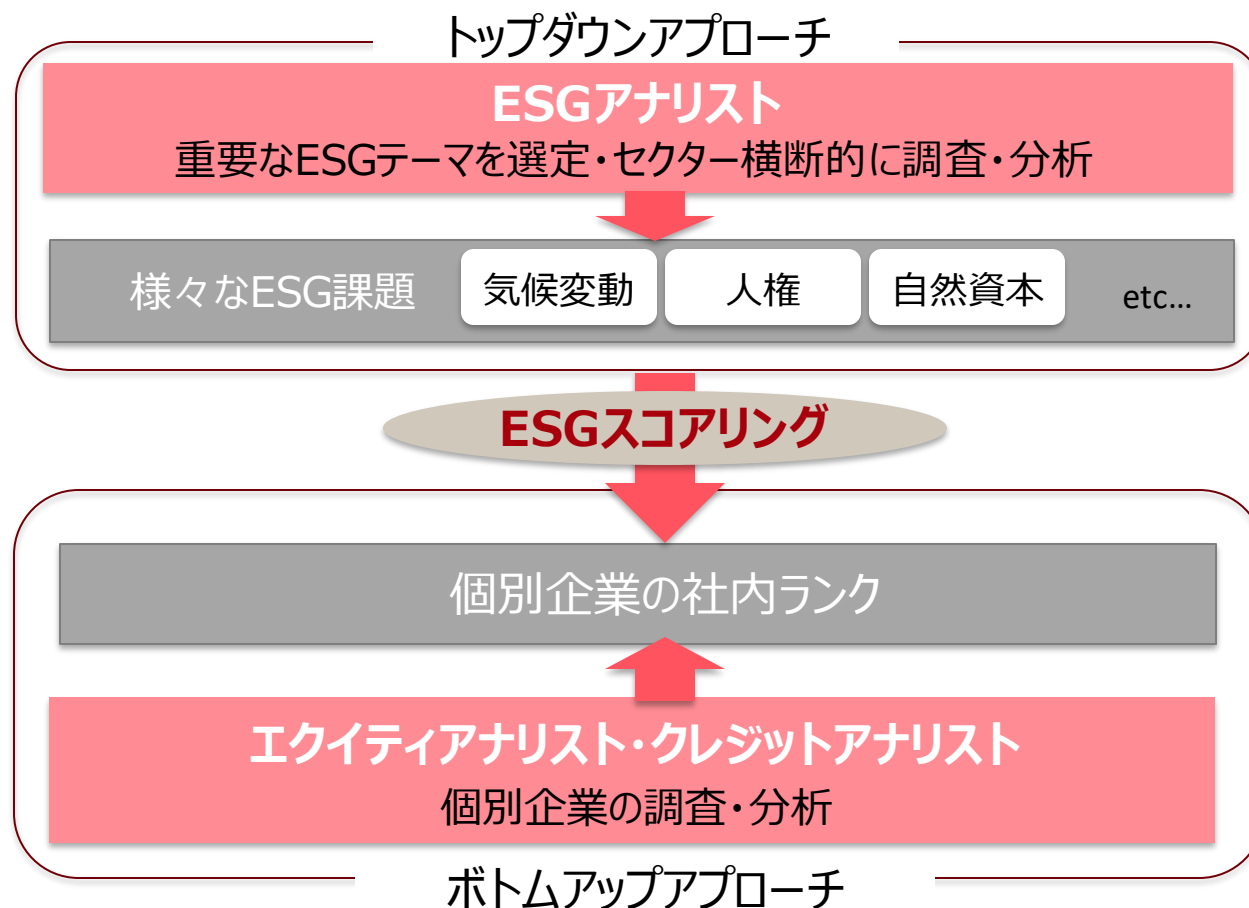 トップダウンアプローチ
ESGアナリスト
重要なESGテーマを選定・セクター横断的に調査・分析
様々なESG課題
気候変動
人権
自然資本
etc...
ESGスコアリング
個別企業の社内ランク
エクイティアナリスト・クレジットアナリスト
個別企業の調査・分析
ボトムアップアプローチ